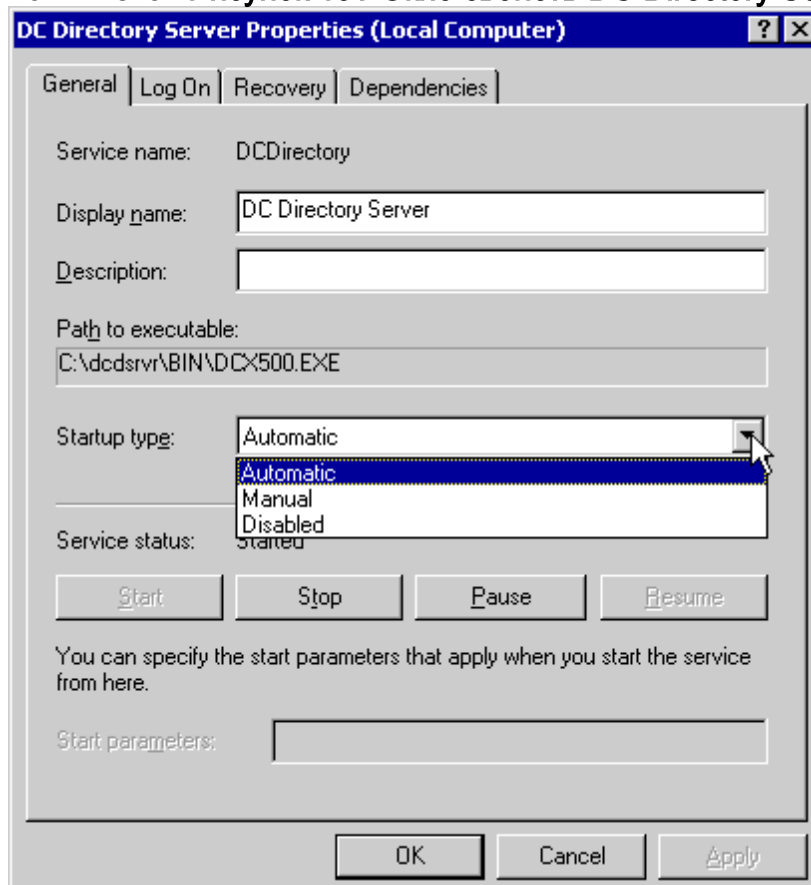 DC Directory Server Properties (Local Computer)
General Log On Recovery Dependencies
Service name: DCDirectory
Display name: DC Directory Server
Description:
Path to executable:
C:\dcdsrvr\BIN\DCX500.EXE
Startup type: Automatic
Automatic
Manual
Disabled
Service status: Started
Start Stop Pause Resume
You can specify the start parameters that apply when you start the service
from here.
Start parameters:
OK Cancel Apply